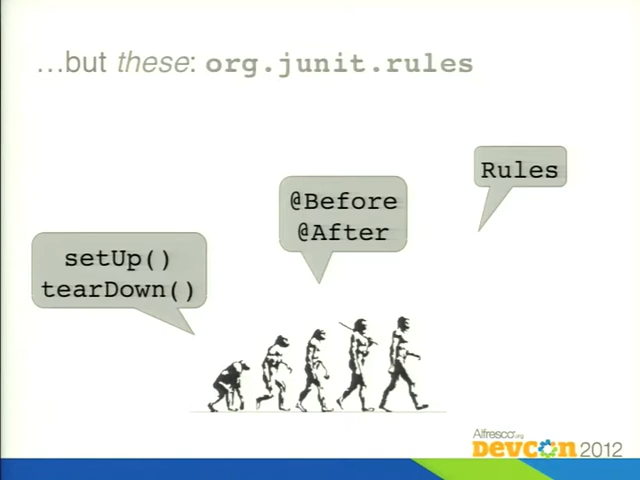 ...but these: org.junit.rules
Rules
@Before
@After
setUp()
tearDown()
Alfresco.org
DEVCON 2012